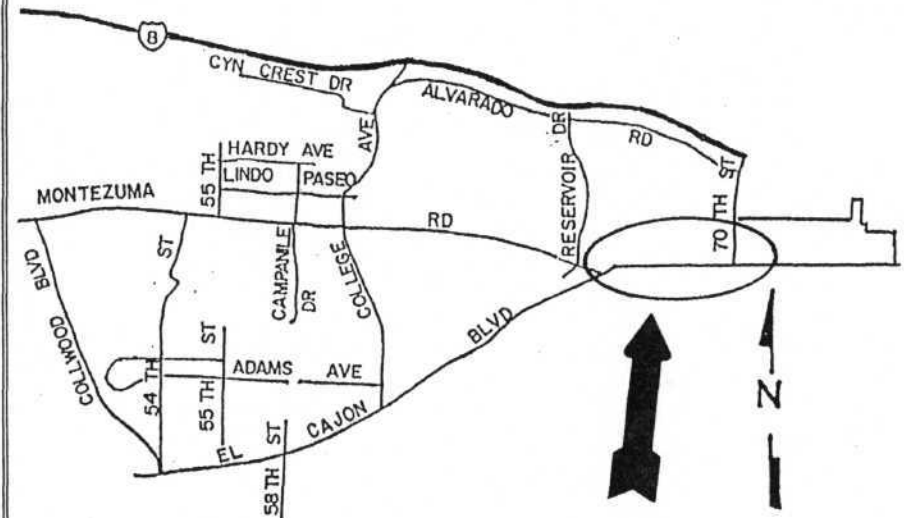 8
CYN CREST DR
ALVARADO RD
AVE
DR
HARDY AVE
55 TH
LINDO PASEO
ST
MONTEZUMA RD
RESERVOIR
70 TH
ST
CAMPANILE DR
COLLEGE
COLLWOOD BLVD
BLVD
ST
ADAMS AVE
54 TH
55 TH
N
EL CAJON
58 TH ST